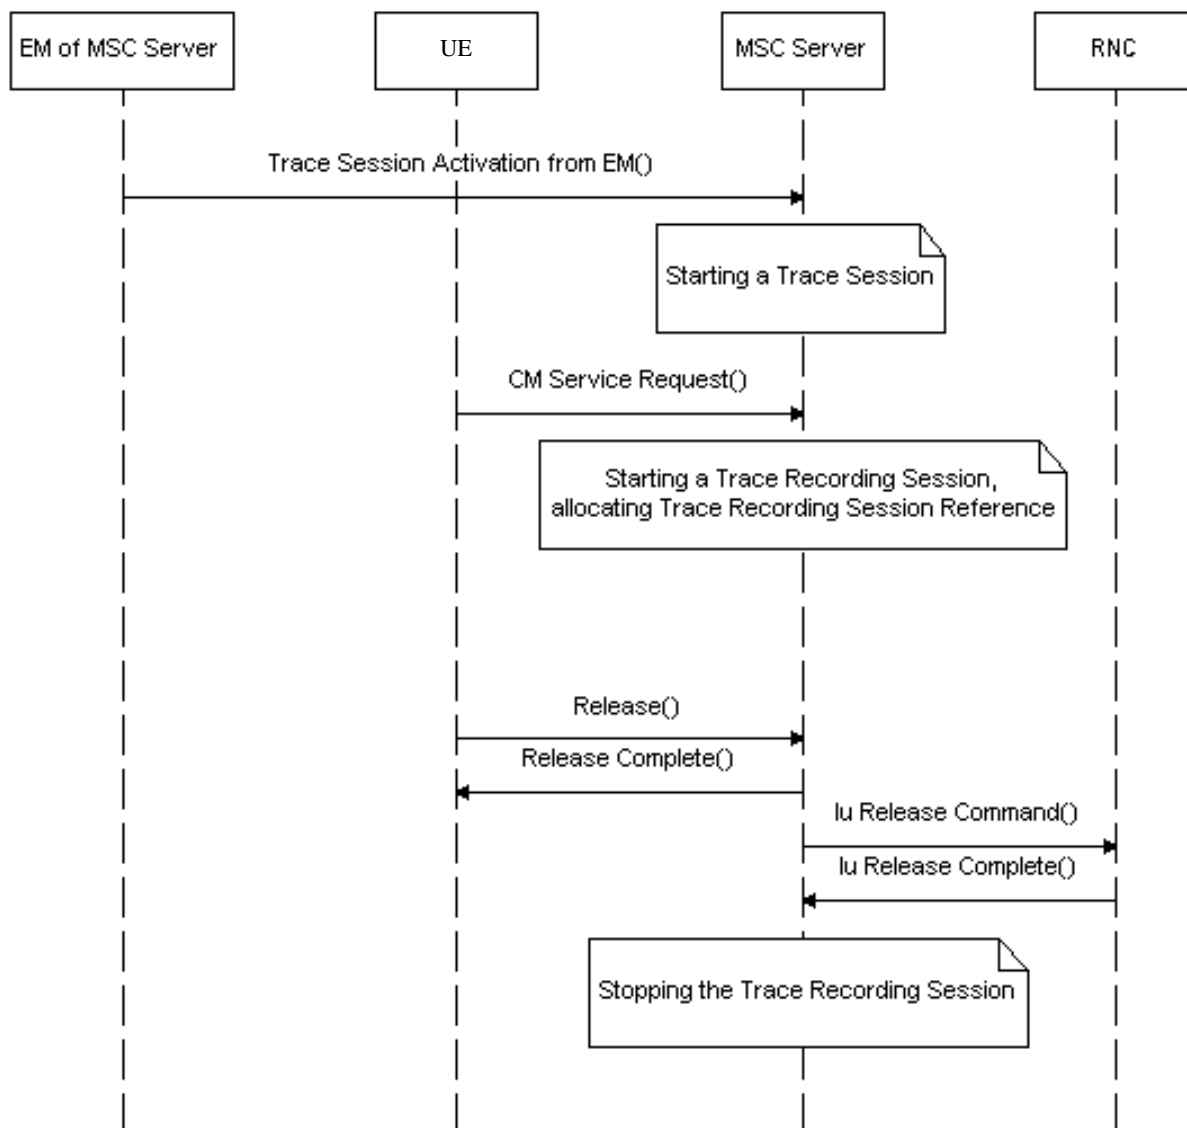 EM of MSC Server
UE
MSC Server
RNC
Trace Session Activation from EM()
Starting a Trace Session
CM Service Request()
Starting a Trace Recording Session,
allocating Trace Recording Session Reference
Release()
Release Complete()
Iu Release Command()
Iu Release Complete()
Stopping the Trace Recording Session